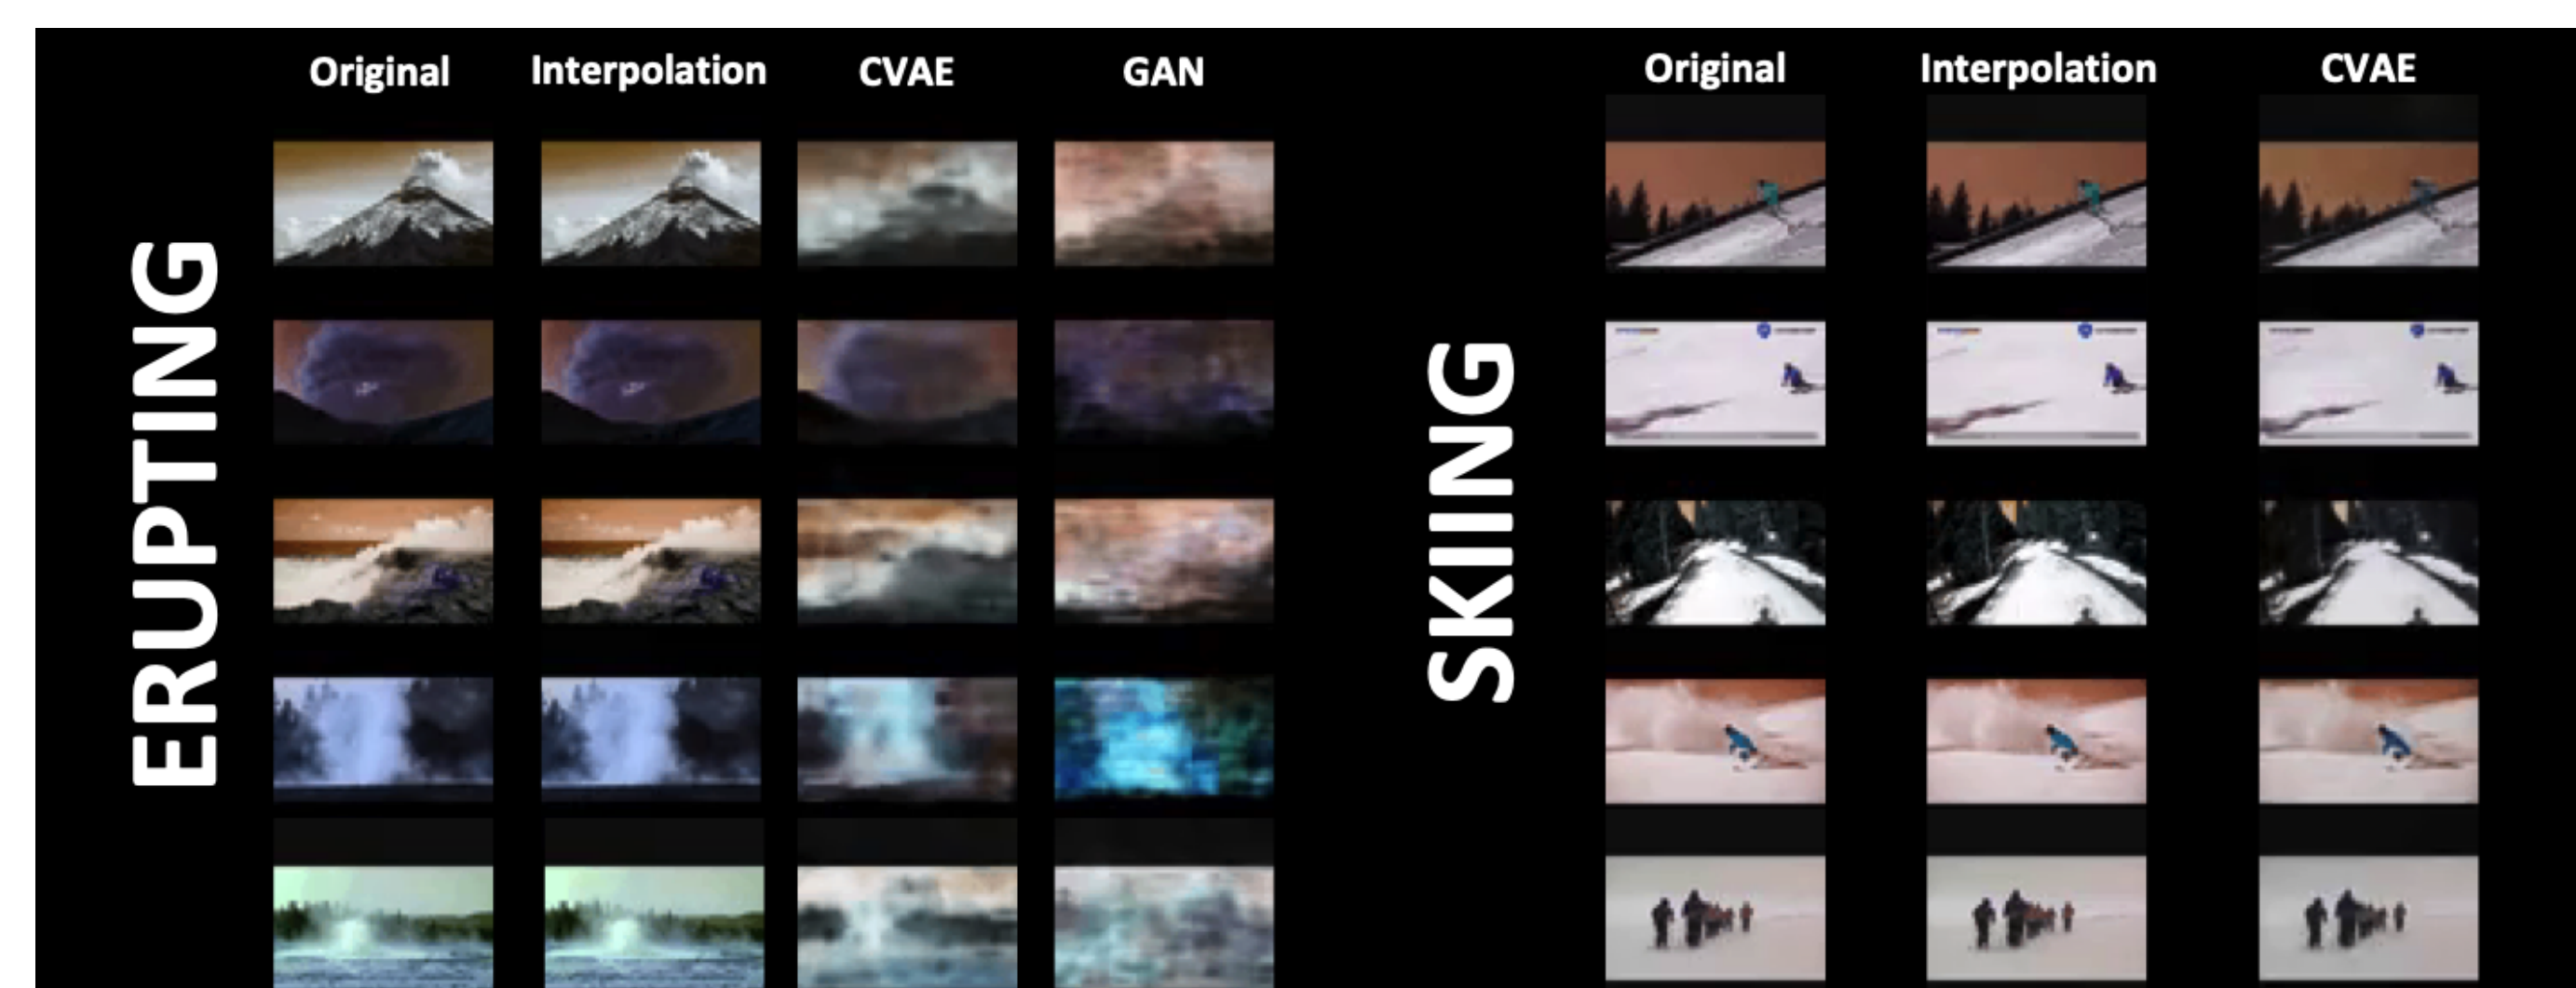 ERUPTING
Original Interpolation CVAE GAN
SKIING
Original Interpolation CVAE